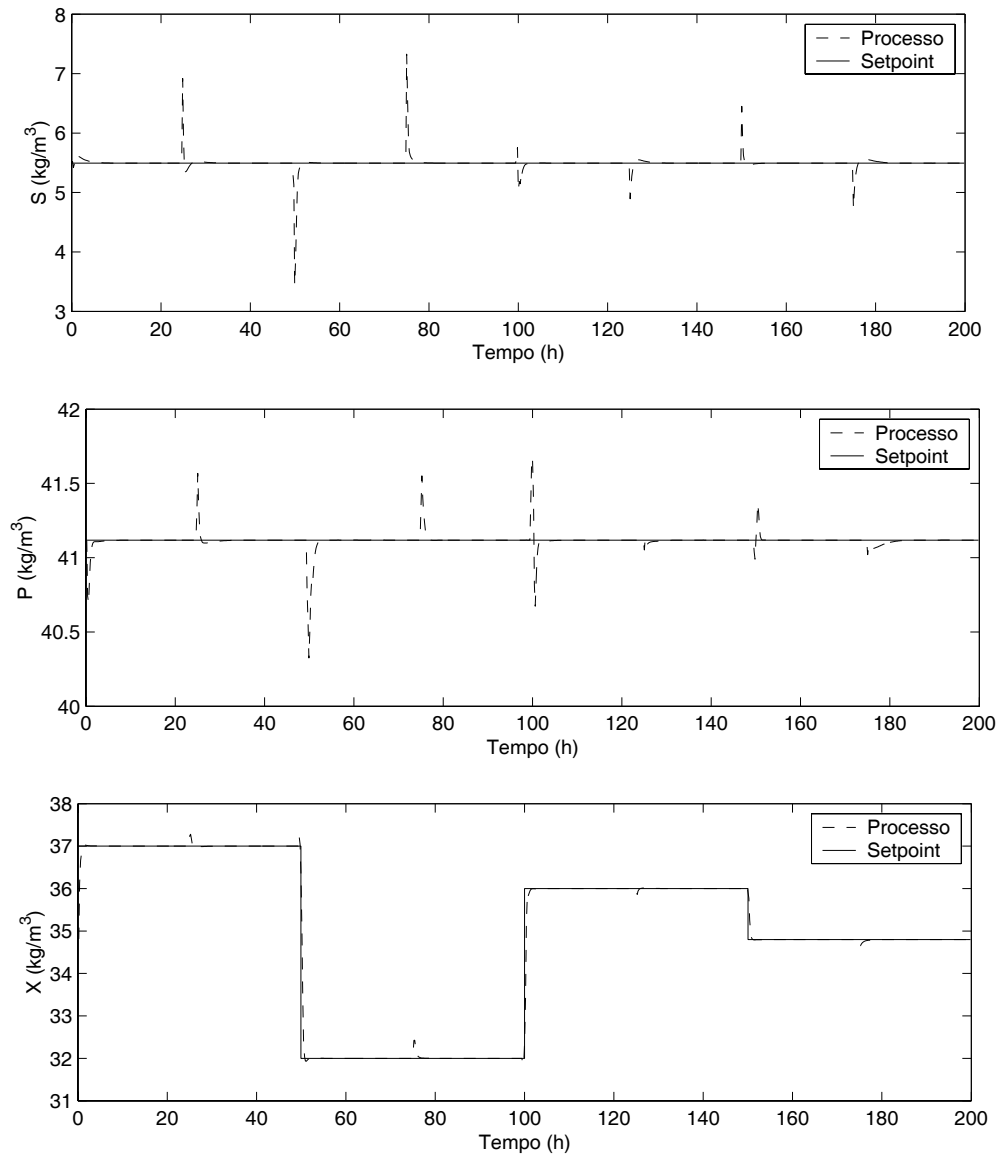 8
7
6
5
4
3
S (kg/m³)
Processo
Setpoint
0 20 40 60 80 100 120 140 160 180 200
Tempo (h)
42
41.5
41
40.5
40
P (kg/m³)
Processo
Setpoint
0 20 40 60 80 100 120 140 160 180 200
Tempo (h)
38
37
36
35
34
33
32
31
X (kg/m³)
Processo
Setpoint
0 20 40 60 80 100 120 140 160 180 200
Tempo (h)